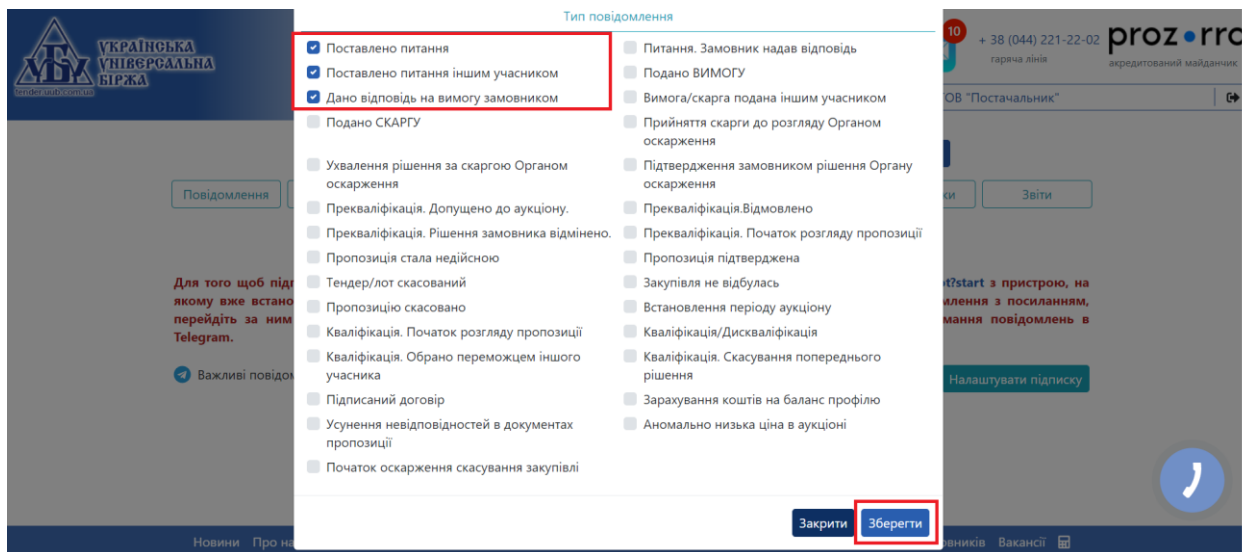 Тип повідомлення
УКРАЇНСЬКА
УНІВЕРСАЛЬНА
БІРЖА
tender.uub.com.ua
10
+ 38 (044) 221-22-02
гаряча лінія
prozorro
акредитований майданчик
ОВ "Постачальник"
Поставлено питання
Питання. Замовник надав відповідь
Поставлено питання іншим учасником
Подано ВИМОГУ
Дано відповідь на вимогу замовником
Вимога/скарга подана іншим учасником
Подано СКАРГУ
Прийняття скарги до розгляду Органом
оскарження
Ухвалення рішення за скаргою Органом
оскарження
Підтвердження замовником рішення Органу
оскарження
Повідомлення
ки
Звіти
Прекваліфікація. Допущено до аукціону.
Прекваліфікація.Відмовлено
Прекваліфікація. Рішення замовника відмінено.
Прекваліфікація. Початок розгляду пропозиції
Пропозиція стала недійсною
Пропозиція підтверджена
Тендер/лот скасований
Закупівля не відбулась
Пропозицію скасовано
Встановлення періоду аукціону
Кваліфікація. Початок розгляду пропозиції
Кваліфікація/Дискваліфікація
Кваліфікація. Обрано переможцем іншого
учасника
Кваліфікація. Скасування попереднього
рішення
Підписаний договір
Зарахування коштів на баланс профілю
Усунення невідповідностей в документах
пропозиції
Аномально низька ціна в аукціоні
Початок оскарження скасування закупівлі
Для того щоб підп
t?start з пристрою, на
якому вже встано
млення з посиланням,
перейдіть за ним
мання повідомлень в
Telegram.
Важливі повідом
Налаштувати підписку
Закрити
Зберегти
Новини Про на
овників Вакансії